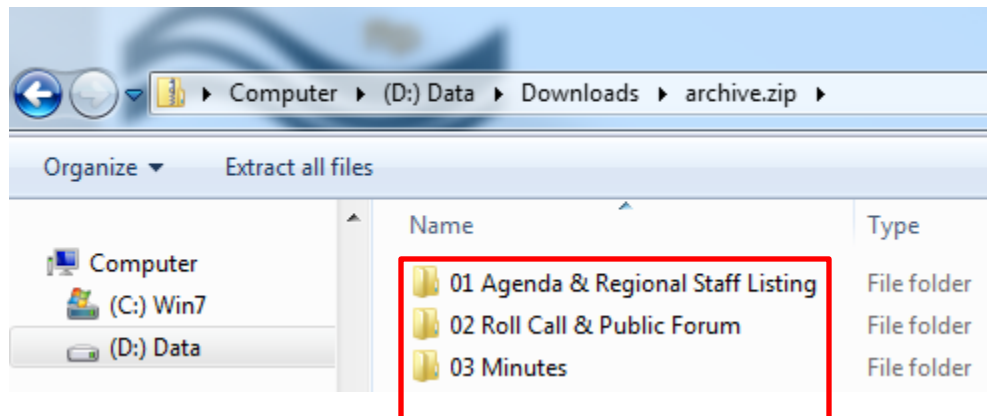 Computer (D:) Data Downloads archive.zip
Organize Extract all files
Name Type
Computer
(C:) Win7
(D:) Data
01 Agenda & Regional Staff Listing File folder
02 Roll Call & Public Forum File folder
03 Minutes File folder